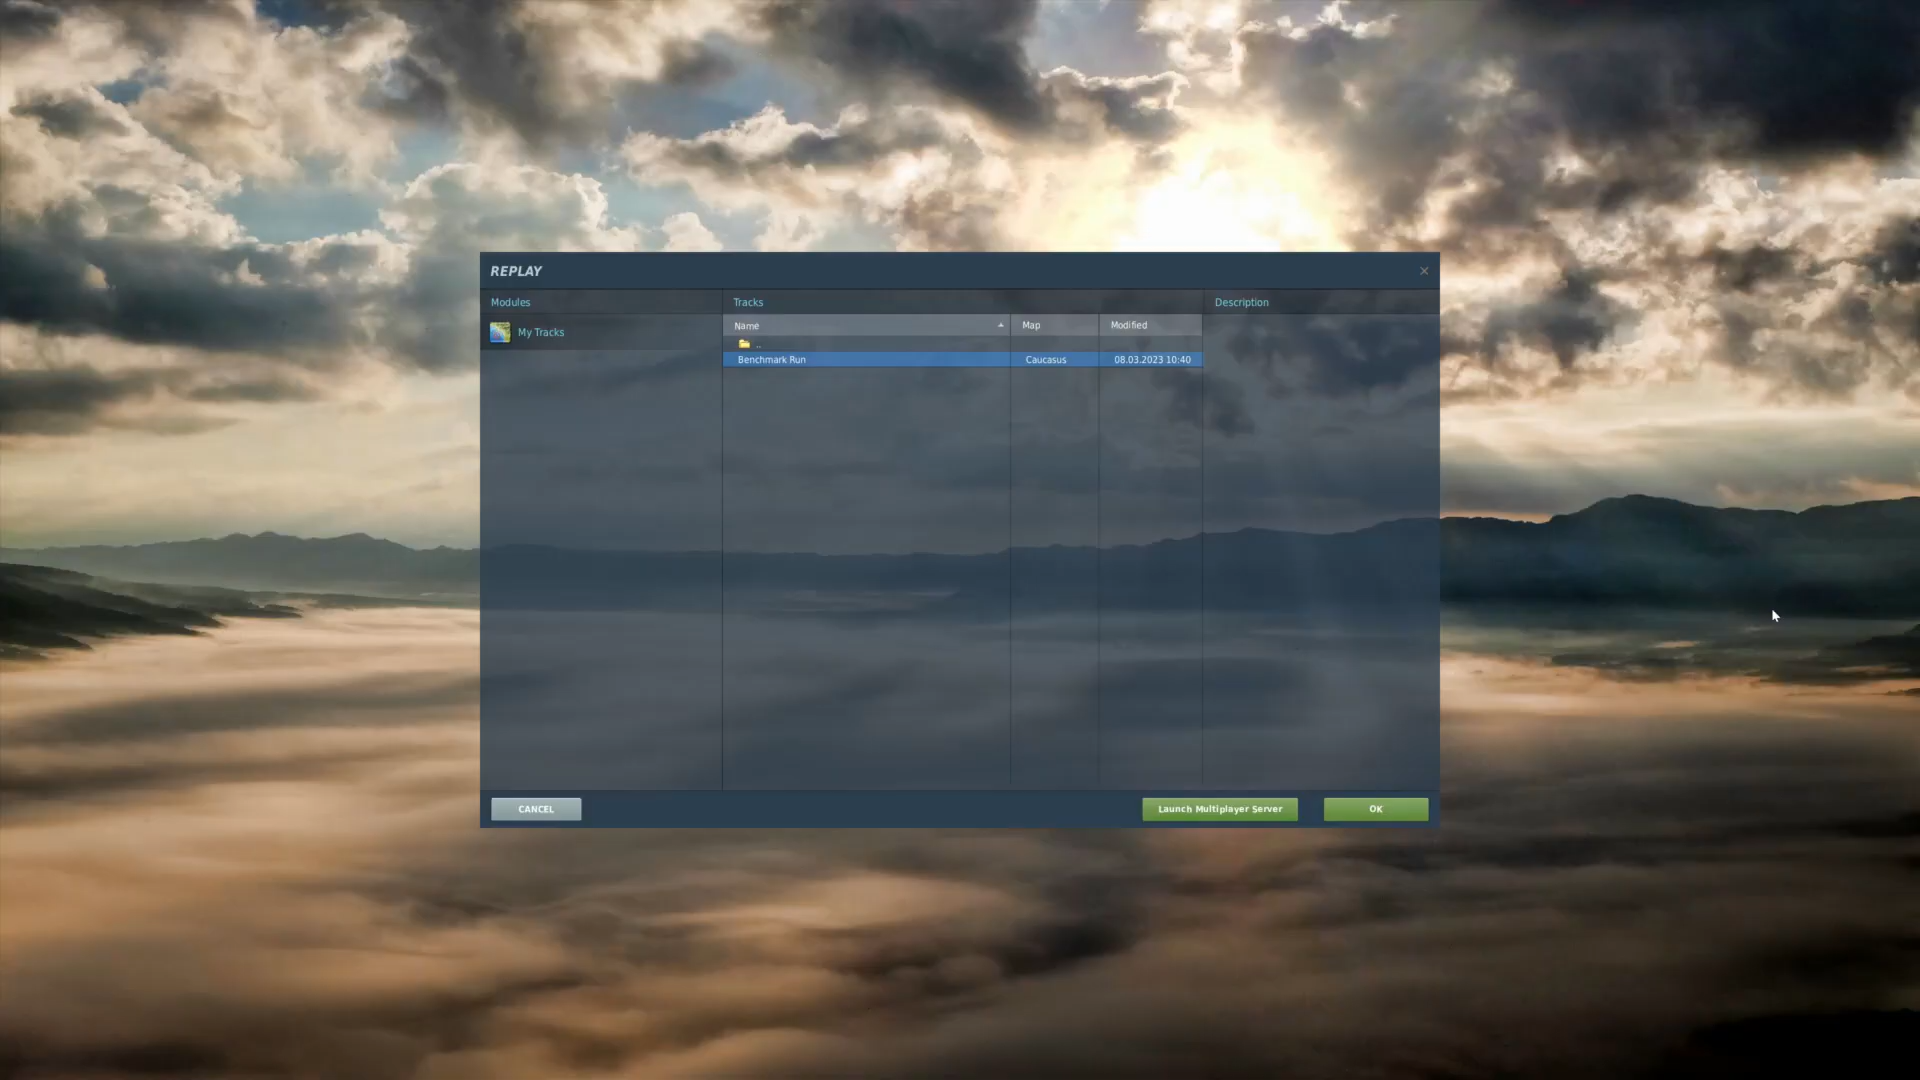 REPLAY
Modules
Tracks
Description
My Tracks
Name
Map
Modified
..
Benchmark Run
Caucasus
08.03.2023 10:40
CANCEL
Launch Multiplayer Server
OK